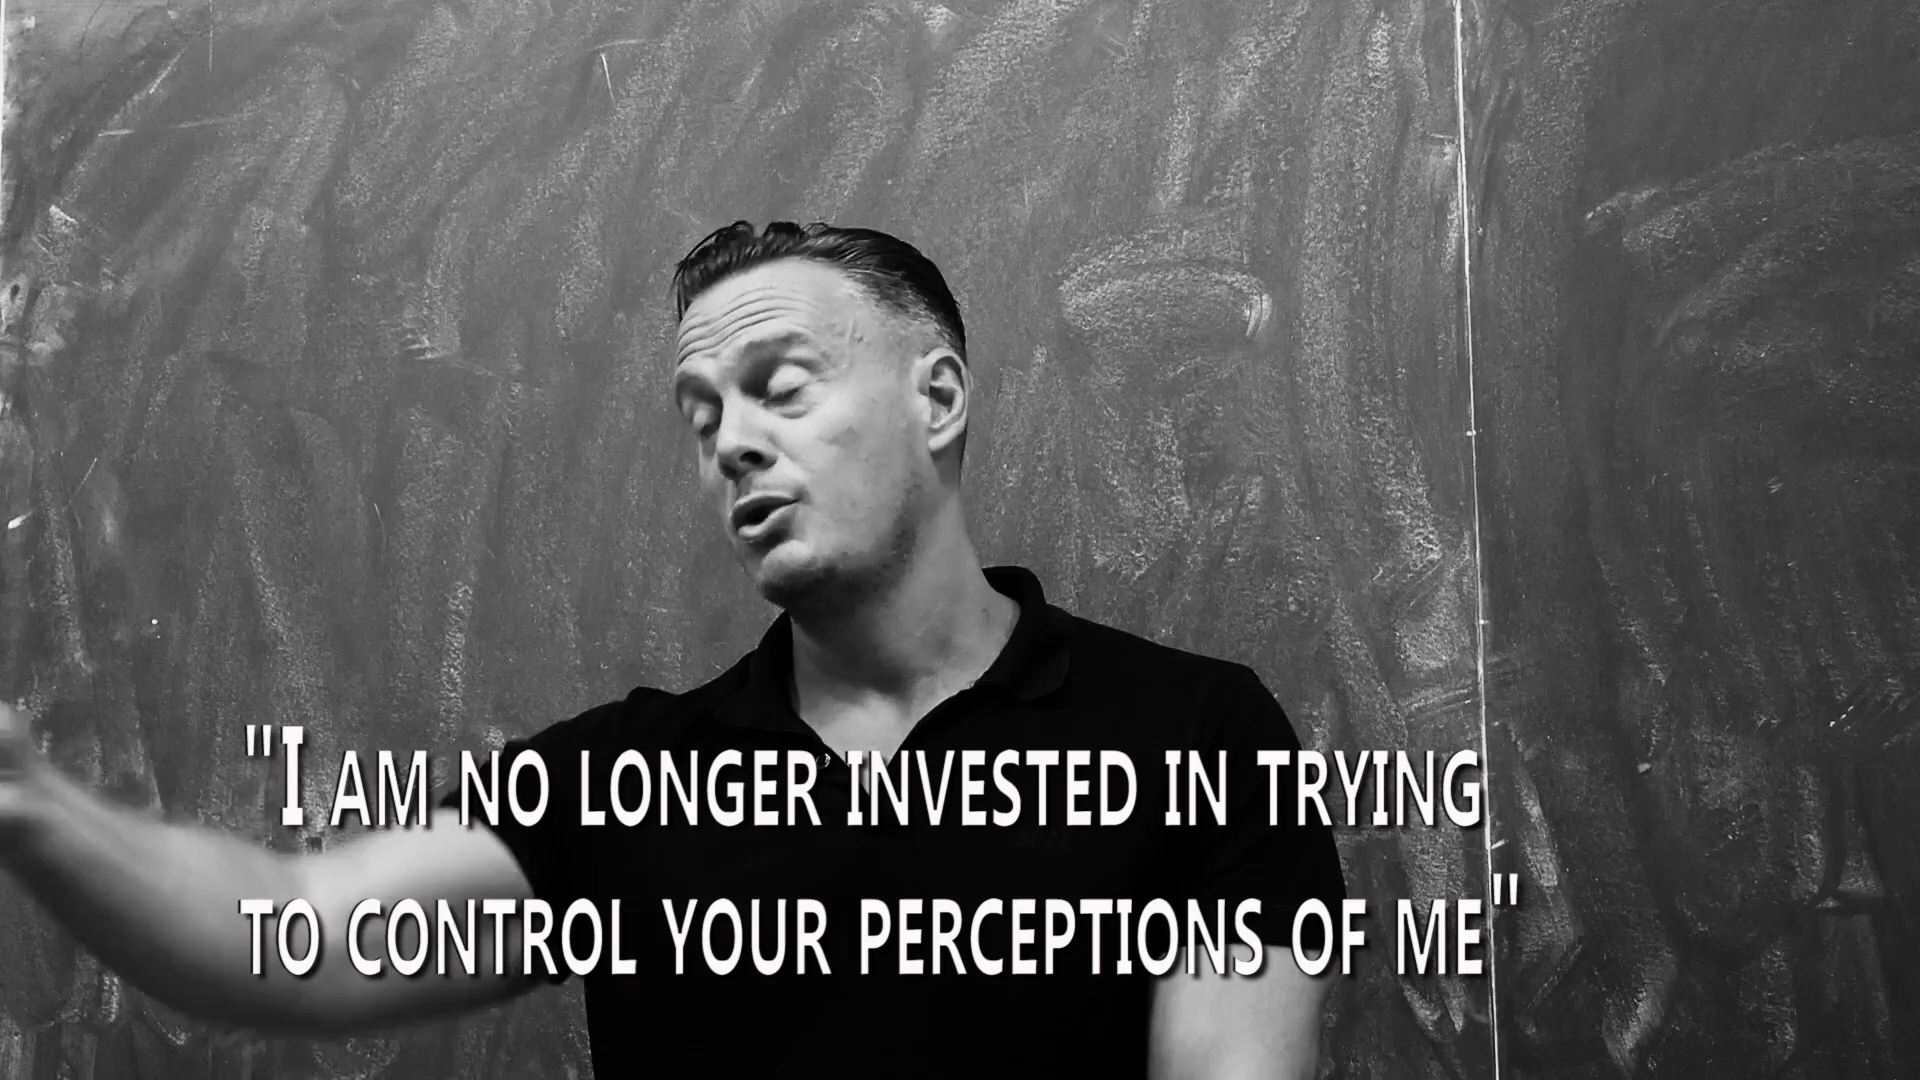 "I AM NO LONGER INVESTED IN TRYING
TO CONTROL YOUR PERCEPTIONS OF ME"